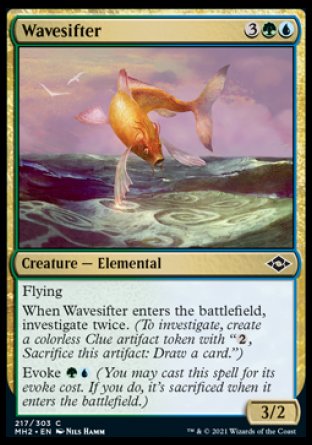 Wavesifter 3
Creature — Elemental
Flying
When Wavesifter enters the battlefield,
investigate twice. (To investigate, create
a colorless Clue artifact token with “2,
Sacrifice this artifact: Draw a card.”)
Evoke (You may cast this spell for its
evoke cost. If you do, it’s sacrificed when it
enters the battlefield.)
3/2
217/303 C
MH2 • EN NILS HAMM
™ & © 2021 Wizards of the Coast